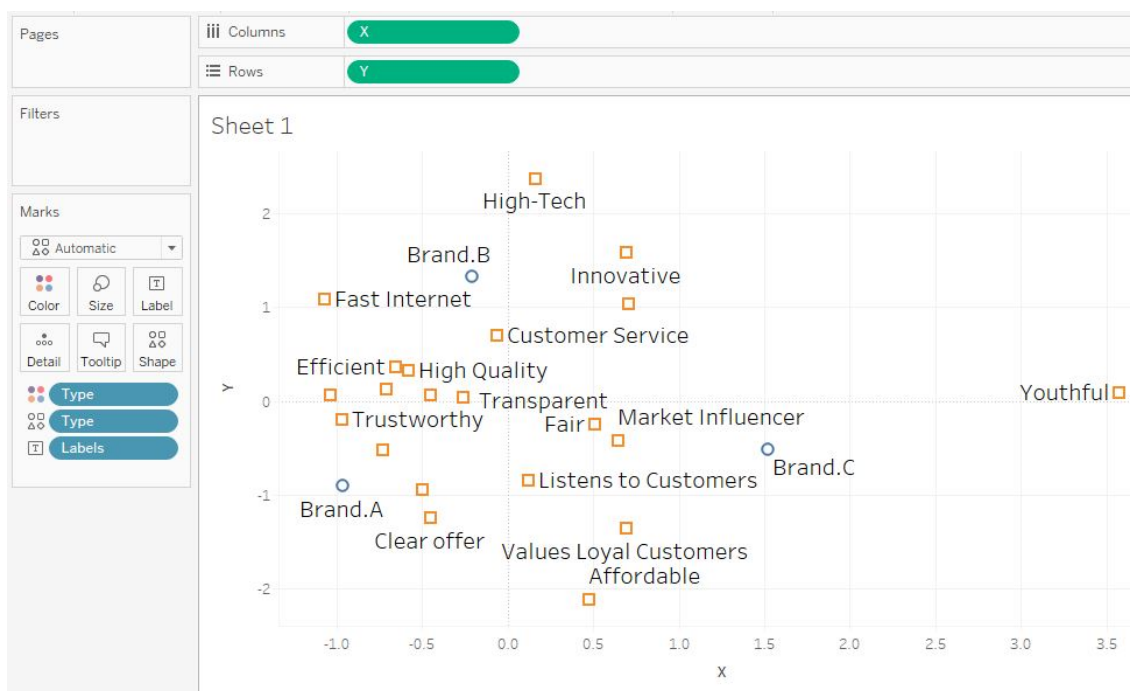 Pages
Columns
X
Rows
Y
Filters
Marks
Automatic
Color
Size
Label
Detail
Tooltip
Shape
Type
Type
Labels
Sheet 1
High-Tech
Brand.B
Innovative
Fast Internet
Customer Service
Efficient
High Quality
Youthful
Transparent
Trustworthy
Market Influencer
Fair
Brand.C
Listens to Customers
Brand.A
Clear offer
Values Loyal Customers
Affordable
Y
2
1
0
-1
-2
-1.0
-0.5
0.0
0.5
1.0
1.5
2.0
2.5
3.0
3.5
X